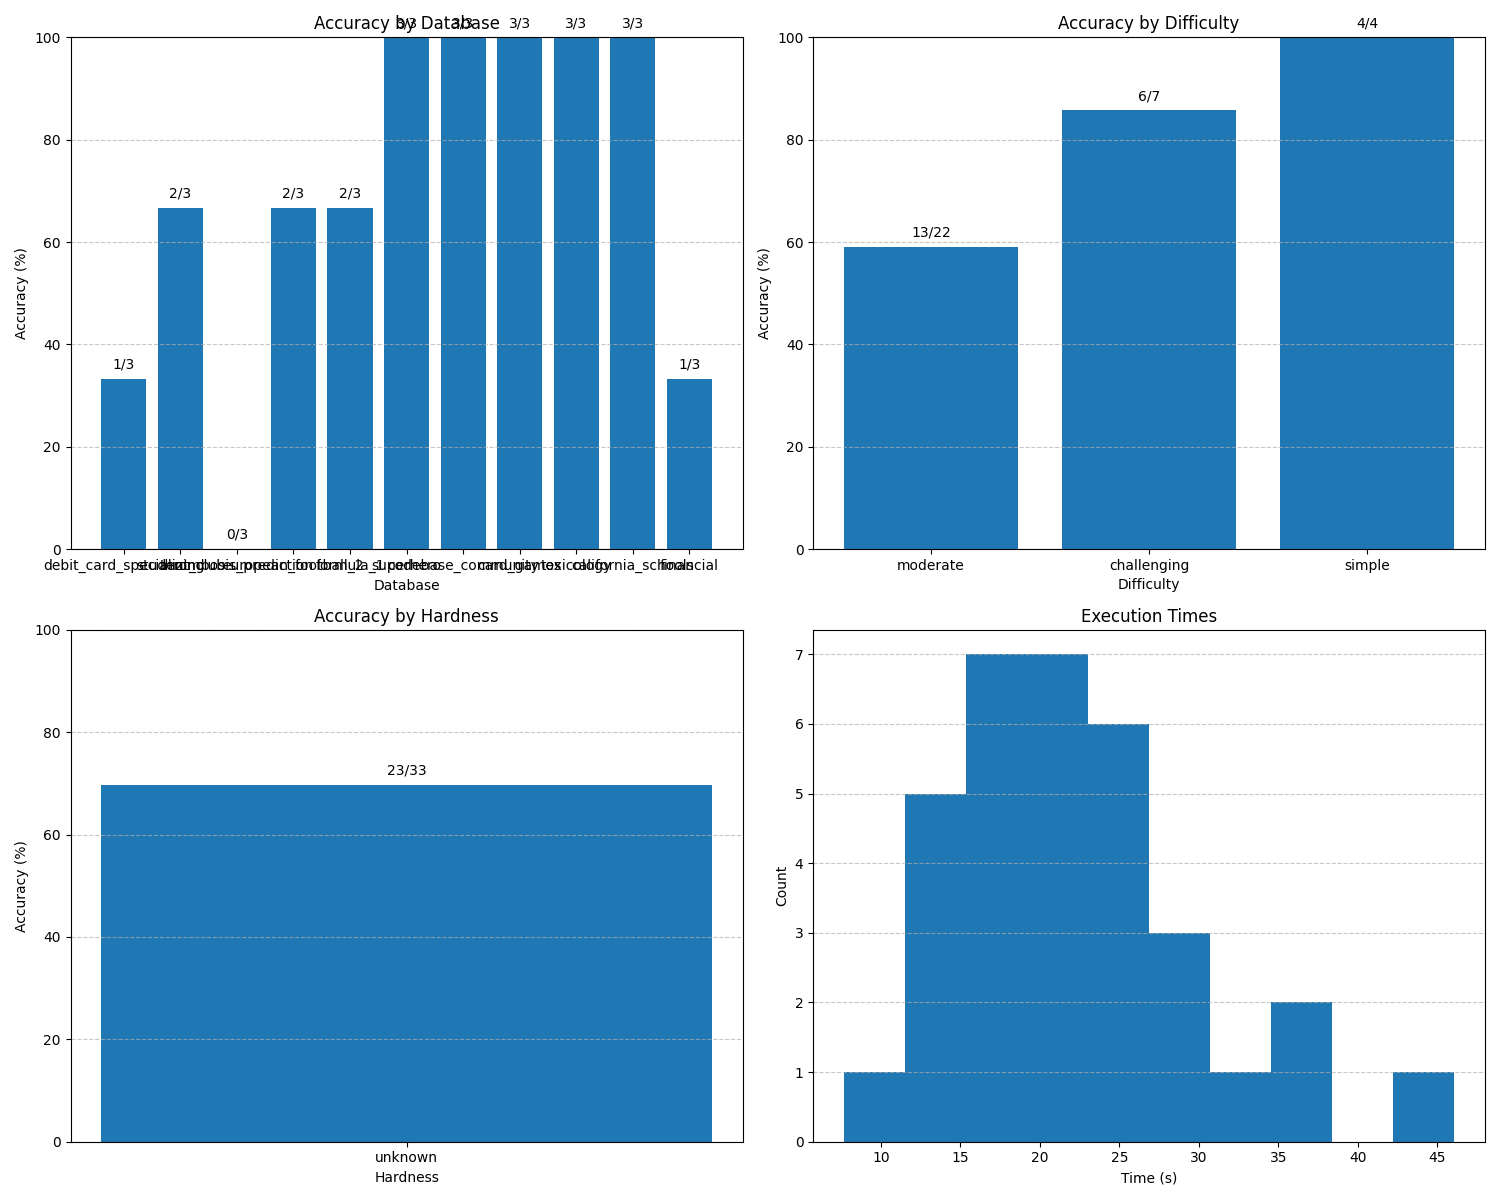 Accuracy by Database
3/3
3/3
3/3
3/3
3/3
100
80
2/3
2/3
2/3
60
Accuracy (%)
40
1/3
1/3
20
0/3
0
financial
Database
Accuracy by Difficulty
4/4
100
6/7
80
13/22
60
Accuracy (%)
40
20
0
moderate
challenging
simple
Difficulty
Accuracy by Hardness
100
80
23/33
60
Accuracy (%)
40
20
0
unknown
Hardness
Execution Times
7
6
5
4
Count
3
2
1
0
10
15
20
25
30
35
40
45
Time (s)